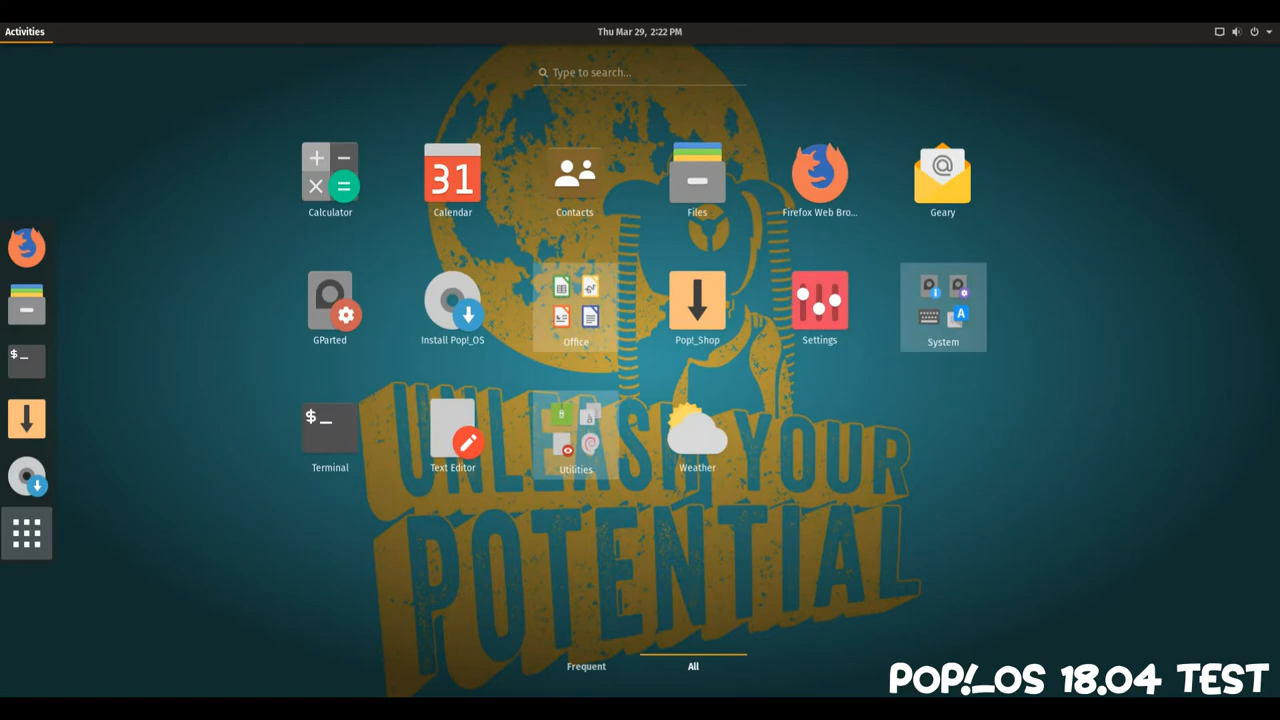 Activities
Thu Mar 29, 2:22 PM
Type to search...
31
Calculator
Calendar
Contacts
Files
Firefox Web Bro...
Geary
GParted
Install Pop!_OS
Office
Pop!_Shop
Settings
A
System
$_
$_
Terminal
Text Editor
Utilities
Weather
UNLEASH YOUR
POTENTIAL
Frequent
All
POP!_OS 18.04 TEST